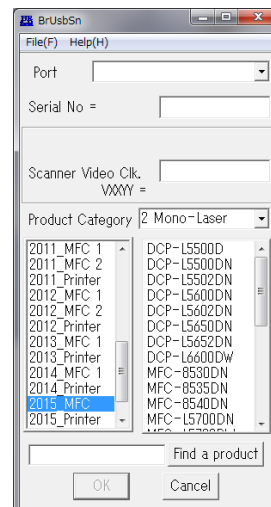 BrUsbSn
File(F) Help(H)
Port
Serial No =
Scanner Video Clk.
VXXYY =
Product Category 2 Mono-Laser
2011_MFC 1
2011_MFC 2
2011_Printer
2012_MFC 1
2012_MFC 2
2012_Printer
2013_MFC 1
2013_Printer
2014_MFC 1
2014_Printer
2015_MFC
2015_Printer
DCP-L5500D
DCP-L5500DN
DCP-L5502DN
DCP-L5600DN
DCP-L5602DN
DCP-L5650DN
DCP-L5652DN
DCP-L6600DW
MFC-8530DN
MFC-8535DN
MFC-8540DN
MFC-L5700DN
Find a product
OK Cancel